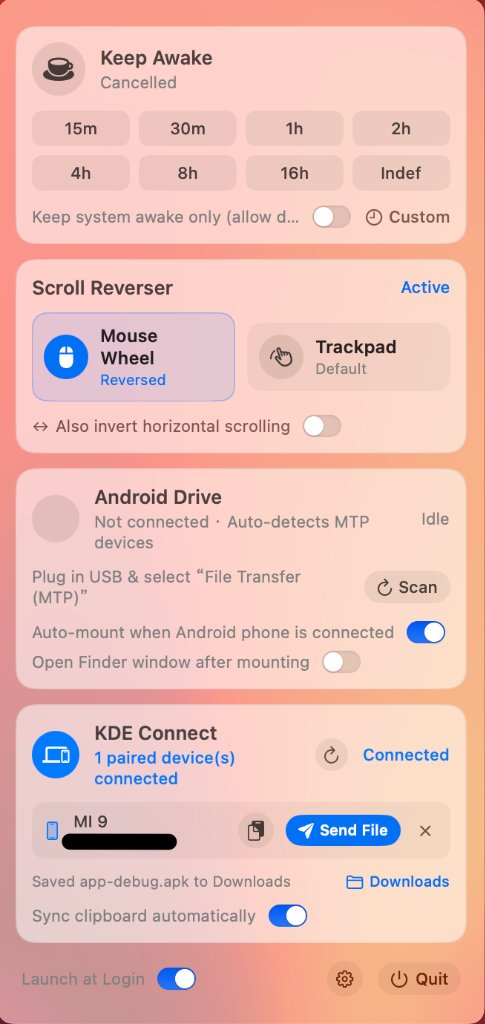 Keep Awake
Cancelled
15m 30m 1h 2h
4h 8h 16h Indef
Keep system awake only (allow d... Custom
Scroll Reverser Active
Mouse
Wheel
Reversed
Trackpad
Default
Also invert horizontal scrolling
Android Drive
Not connected · Auto-detects MTP
devices
Idle
Plug in USB & select “File Transfer
(MTP)”
Scan
Auto-mount when Android phone is connected
Open Finder window after mounting
KDE Connect
1 paired device(s)
connected
Connected
MI 9
Send File
Saved app-debug.apk to Downloads Downloads
Sync clipboard automatically
Launch at Login Quit